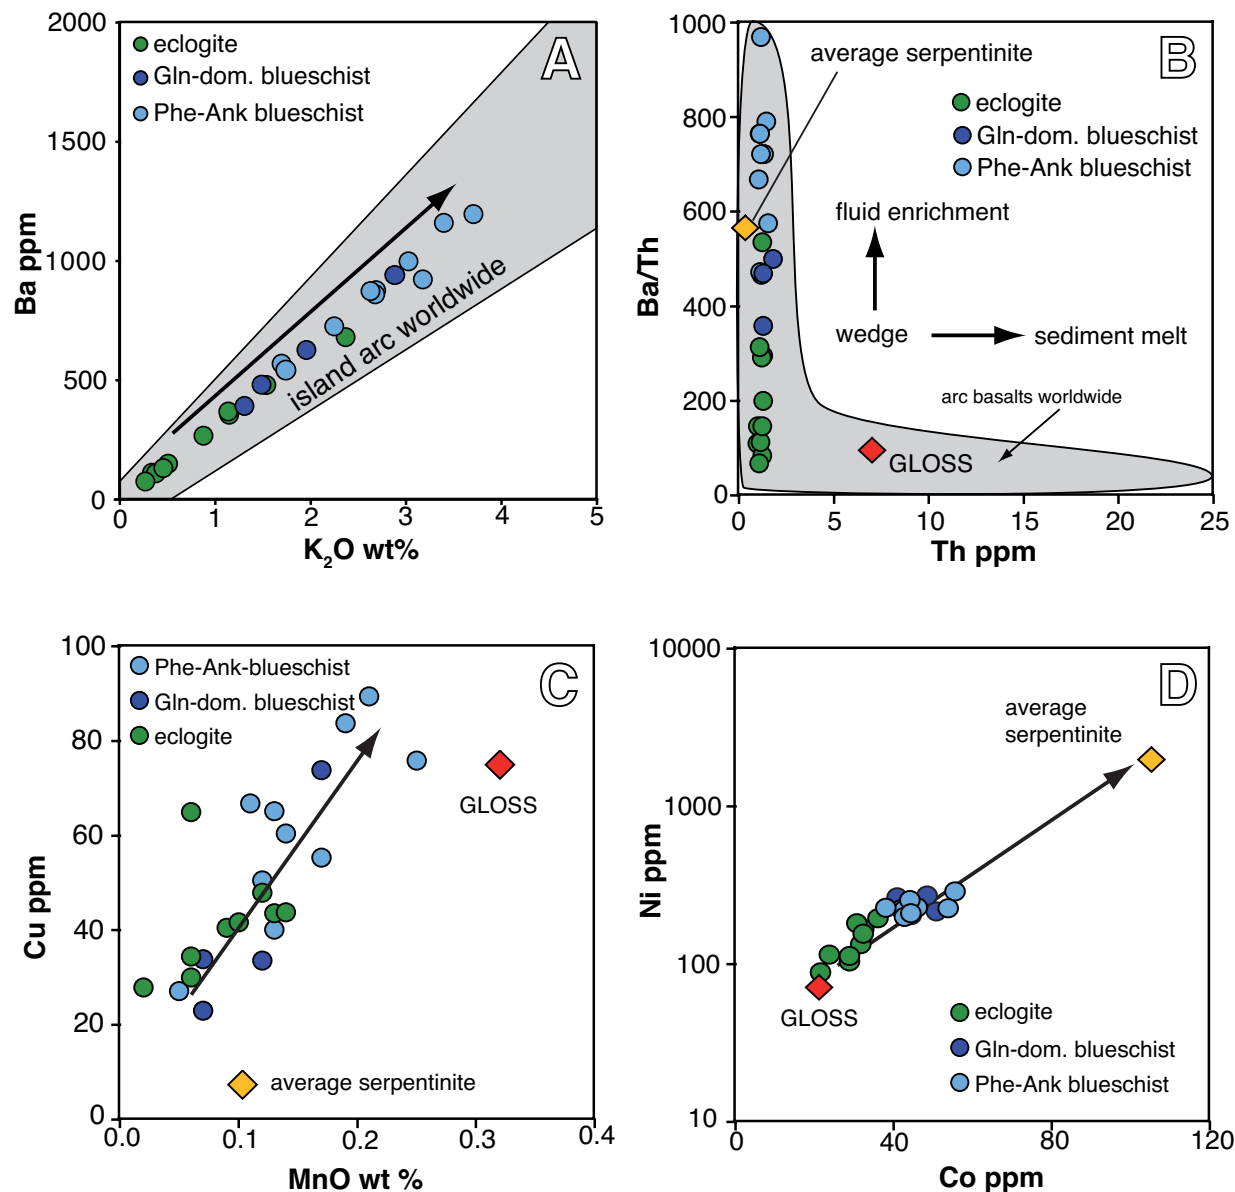 2000
1500
1000
500
0
Ba ppm
eclogite
Gln-dom. blueschist
Phe-Ank blueschist
A
island arc worldwide
0 1 2 3 4 5
K2O wt%
1000
800
600
400
200
0
Ba/Th
average serpentinite
B
eclogite
Gln-dom. blueschist
Phe-Ank blueschist
fluid enrichment
wedge
sediment melt
arc basalts worldwide
GLOSS
0 5 10 15 20 25
Th ppm
100
80
60
40
20
0
Cu ppm
Phe-Ank-blueschist
Gln-dom. blueschist
eclogite
C
GLOSS
average serpentinite
0.0 0.1 0.2 0.3 0.4
MnO wt %
10000
1000
100
10
Ni ppm
D
average
serpentinite
GLOSS
eclogite
Gln-dom. blueschist
Phe-Ank blueschist
0 40 80 120
Co ppm